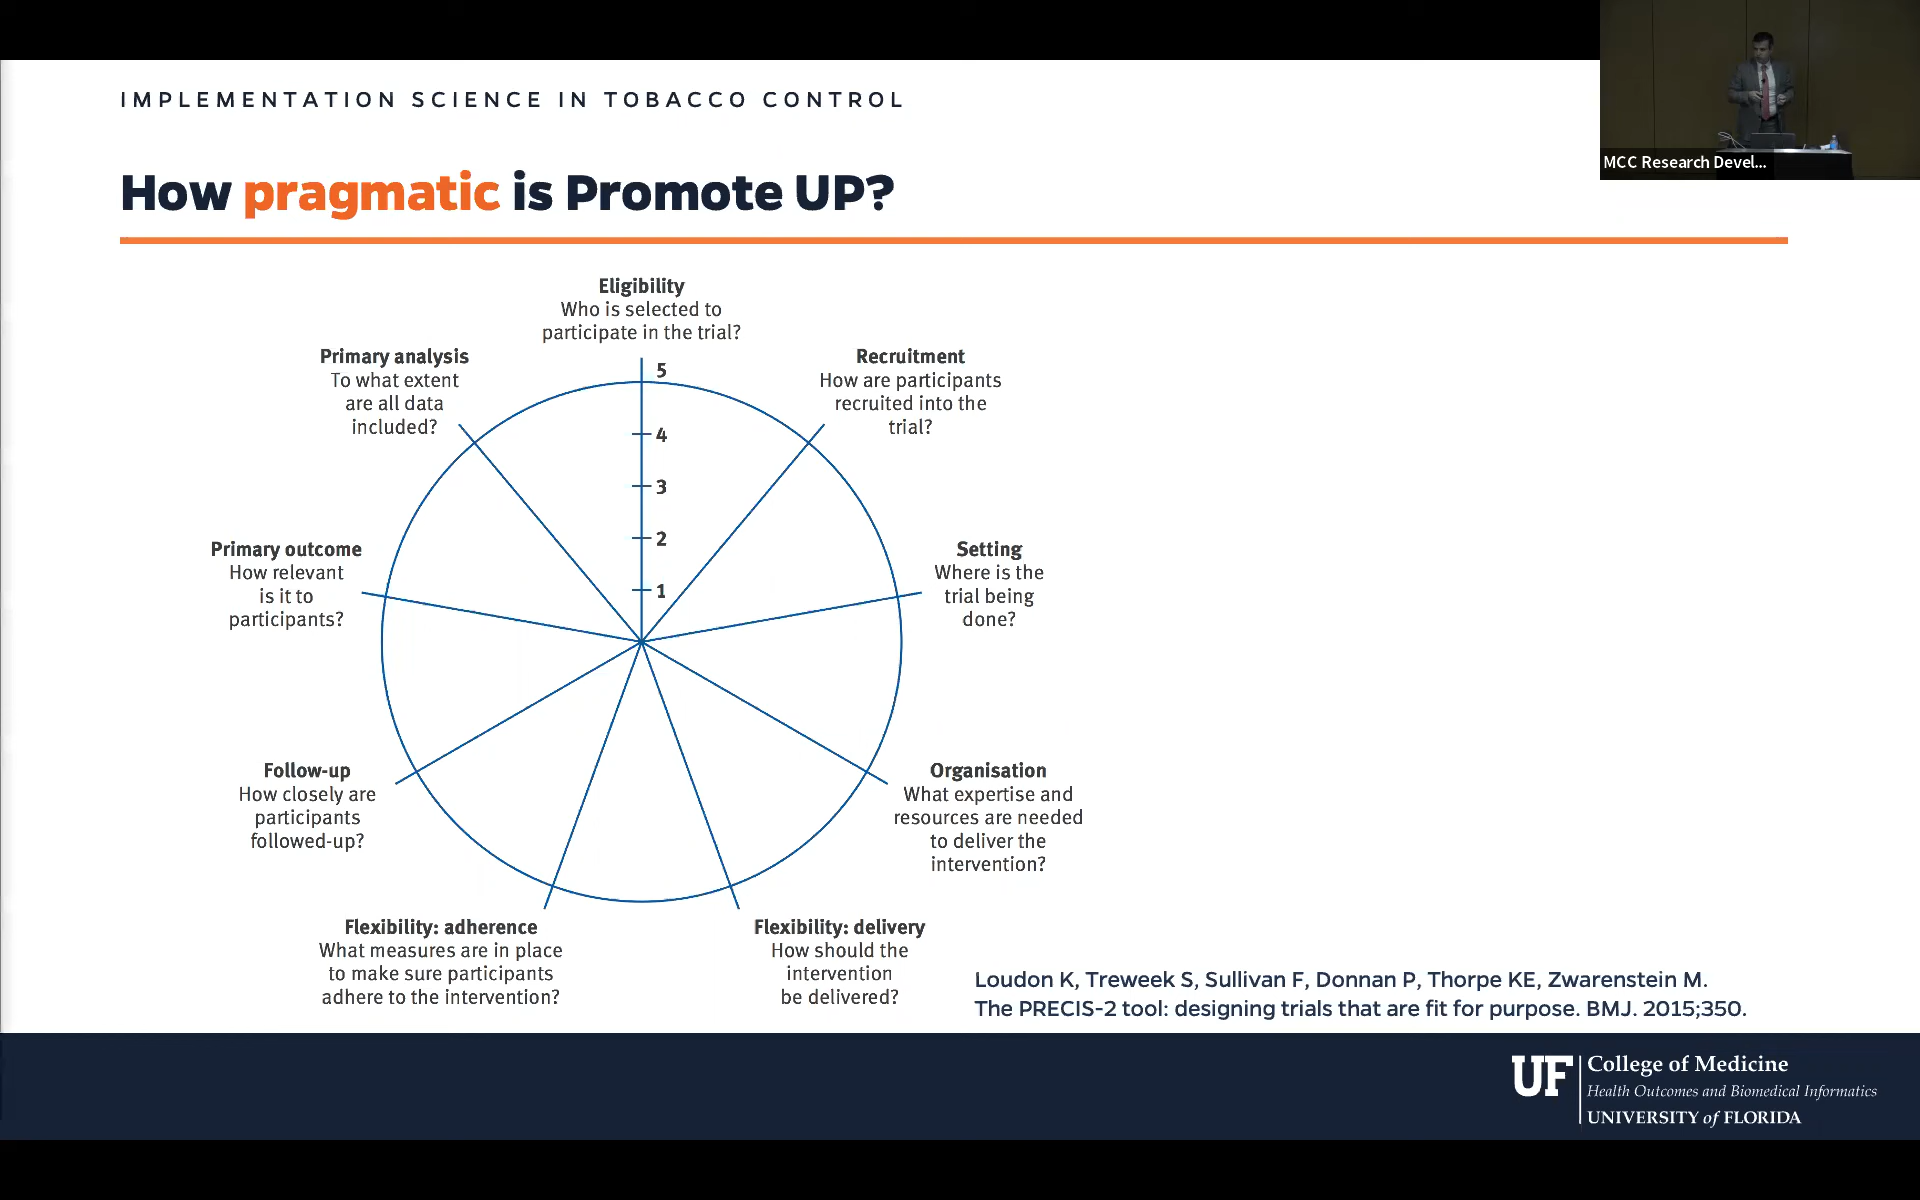 IMPLEMENTATION SCIENCE IN TOBACCO CONTROL
MCC Research Devel...
How pragmatic is Promote UP?
Eligibility
Who is selected to
participate in the trial?
Primary analysis
To what extent
are all data
included?
Recruitment
How are participants
recruited into the
trial?
5
4
3
2
1
Primary outcome
How relevant
is it to
participants?
Setting
Where is the
trial being
done?
Follow-up
How closely are
participants
followed-up?
Organisation
What expertise and
resources are needed
to deliver the
intervention?
Flexibility: adherence
What measures are in place
to make sure participants
adhere to the intervention?
Flexibility: delivery
How should the
intervention
be delivered?
Loudon K, Treweek S, Sullivan F, Donnan P, Thorpe KE, Zwarenstein M.
The PRECIS-2 tool: designing trials that are fit for purpose. BMJ. 2015;350.
UF
College of Medicine
Health Outcomes and Biomedical Informatics
UNIVERSITY of FLORIDA